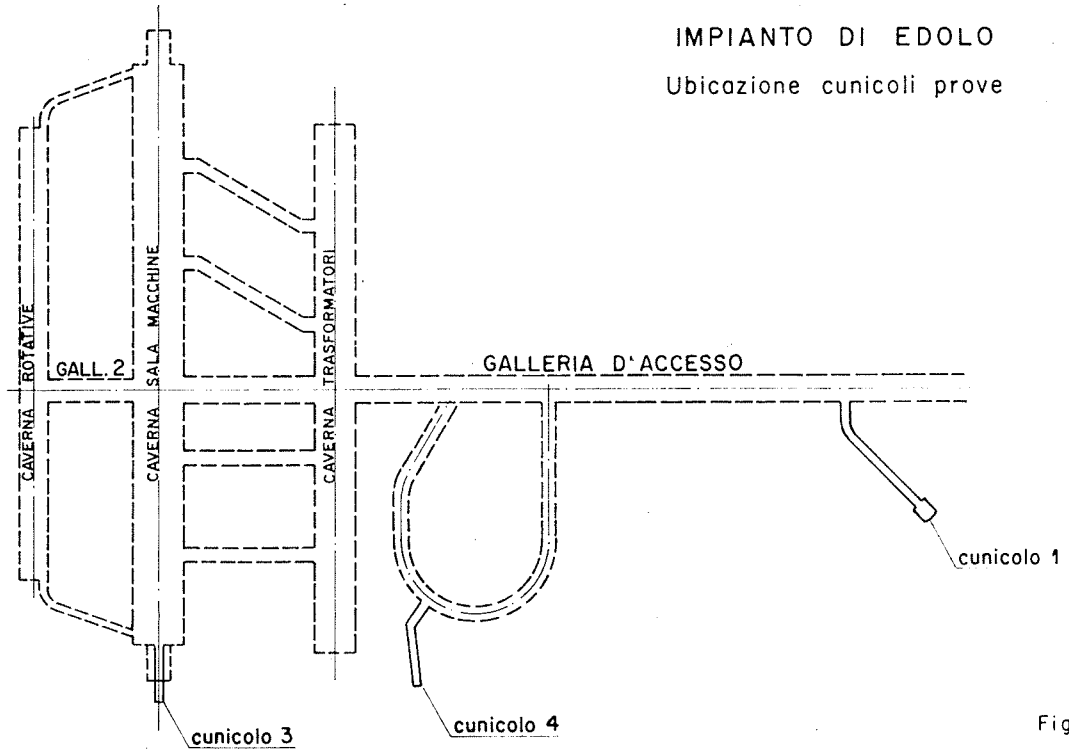 IMPIANTO DI EDOLO
Ubicazione cunicoli prove
CAVERNA ROTATIVE
GALL. 2
CAVERNA SALA MACCHINE
CAVERNA TRASFORMATORI
GALLERIA D'ACCESSO
cunicolo 1
cunicolo 3
cunicolo 4
Fig